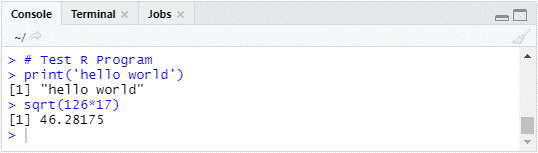 Console Terminal × Jobs ×
~/
> # Test R Program
> print('hello world')
[1] "hello world"
> sqrt(126*17)
[1] 46.28175
>